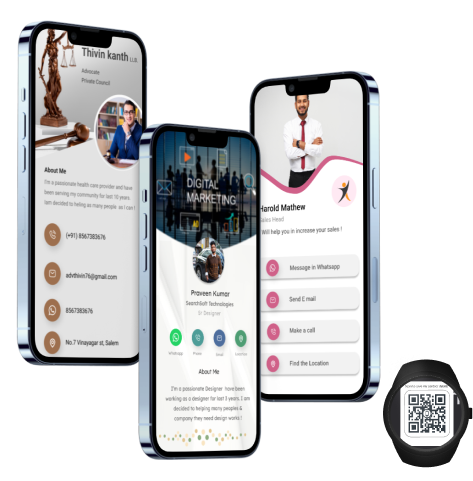 Thivin kanth LLB
Advocate
Private Council
About Me
I'm a passionate health care provider and have
been serving my community for last 10 years
Iam decided to heling as many people as I can !
(+91) 8567383676
advthivin76@gmail.com
8567383676
No.7 Vinayagar st, Salem
DIGITAL
MARKETING
Praveen Kumar
SearchSoft Technologies
Sr Designer
Whatsapp
Phone
Email
Location
About Me
I'm a passionate Designer have been
working as a designer for last 3 years. I am
decided to helping many peoples &
company they need design works !
Harold Mathew
Sales Head
Will help you in increase your sales !
Message in Whatsapp
Send E mail
Make a call
Find the Location